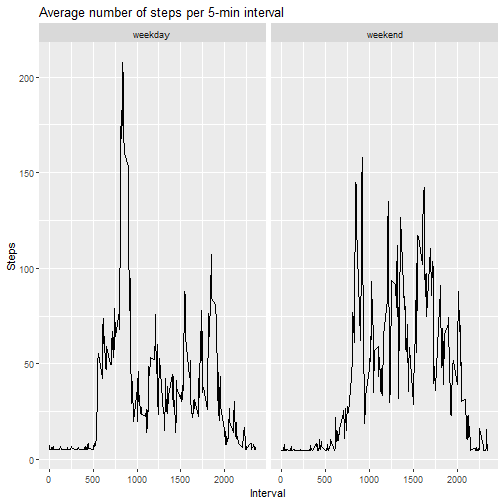 Average number of steps per 5-min interval
weekday weekend
200
150
100
50
0
Steps
0 500 1000 1500 2000 0 500 1000 1500 2000
Interval